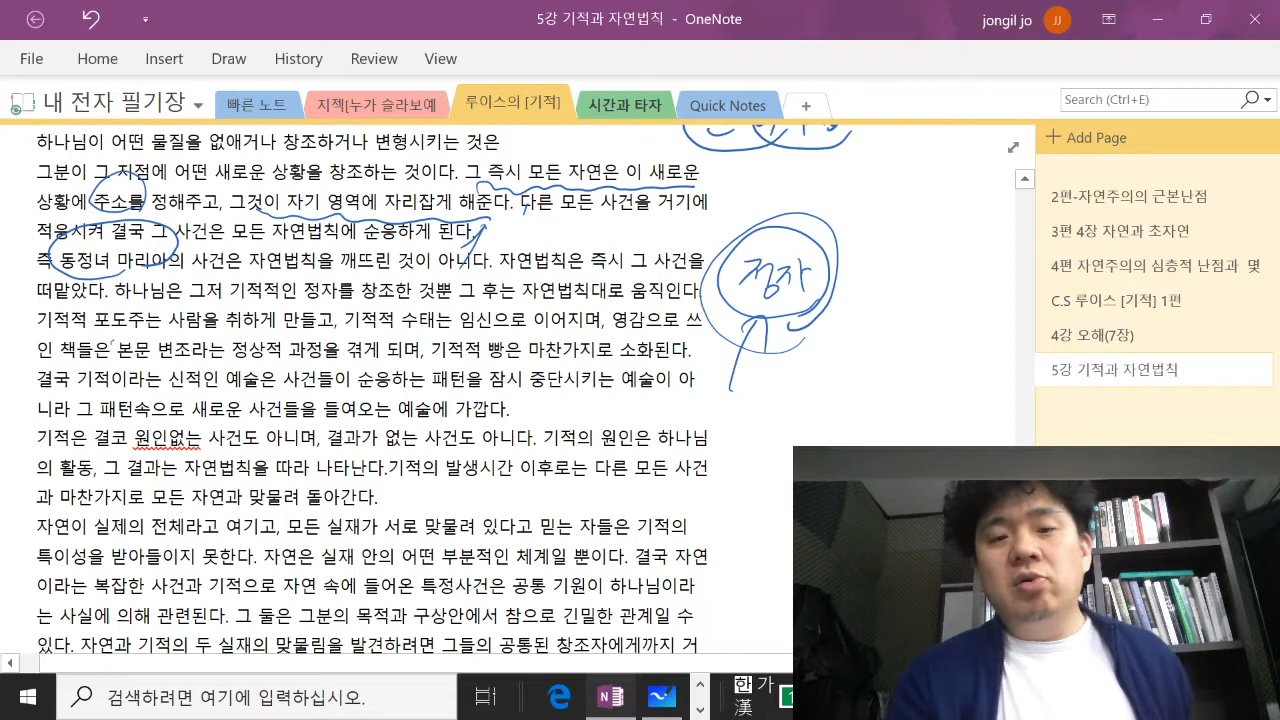 5강 기적과 자연법칙 - OneNote
jongil jo
JJ
File Home Insert Draw History Review View
내 전자 필기장
빠른 노트
지젝[누가 슬라보예
루이스의 [기적]
시간과 타자
Quick Notes
+
Search (Ctrl+E)
하나님이 어떤 물질을 없애거나 창조하거나 변형시키는 것은
그분이 그 지점에 어떤 새로운 상황을 창조하는 것이다. 그 즉시 모든 자연은 이 새로운
상황에 주소를 정해주고, 그것이 자기 영역에 자리잡게 해준다. 다른 모든 사건을 거기에
적응시켜 결국 그 사건은 모든 자연법칙에 순응하게 된다.
즉 동정녀 마리아의 사건은 자연법칙을 깨뜨린 것이 아니다. 자연법칙은 즉시 그 사건을
떠맡았다. 하나님은 그저 기적적인 정자를 창조한 것뿐 그 후는 자연법칙대로 움직인다.
기적적 포도주는 사람을 취하게 만들고, 기적적 수태는 임신으로 이어지며, 영감으로 쓰
인 책들은 본문 변조라는 정상적 과정을 겪게 되며, 기적적 빵은 마찬가지로 소화된다.
결국 기적이라는 신적인 예술은 사건들이 순응하는 패턴을 잠시 중단시키는 예술이 아
니라 그 패턴속으로 새로운 사건들을 들여오는 예술에 가깝다.
기적은 결코 원인없는 사건도 아니며, 결과가 없는 사건도 아니다. 기적의 원인은 하나님
의 활동, 그 결과는 자연법칙을 따라 나타난다.기적의 발생시간 이후로는 다른 모든 사건
과 마찬가지로 모든 자연과 맞물려 돌아간다.
자연이 실제의 전체라고 여기고, 모든 실재가 서로 맞물려 있다고 믿는 자들은 기적의
특이성을 받아들이지 못한다. 자연은 실재 안의 어떤 부분적인 체계일 뿐이다. 결국 자연
이라는 복잡한 사건과 기적으로 자연 속에 들어온 특정사건은 공통 기원이 하나님이라
는 사실에 의해 관련된다. 그 둘은 그분의 목적과 구상안에서 참으로 긴밀한 관계일 수
있다. 자연과 기적의 두 실재의 맞물림을 발견하려면 그들의 공통된 창조자에게까지 거
정자
Add Page
2편-자연주의의 근본난점
3편 4장 자연과 초자연
4편 자연주의의 심층적 난점과 몇
C.S 루이스 [기적] 1편
4강 오해(7장)
5강 기적과 자연법칙
검색하려면 여기에 입력하십시오.
한 가
漢
1